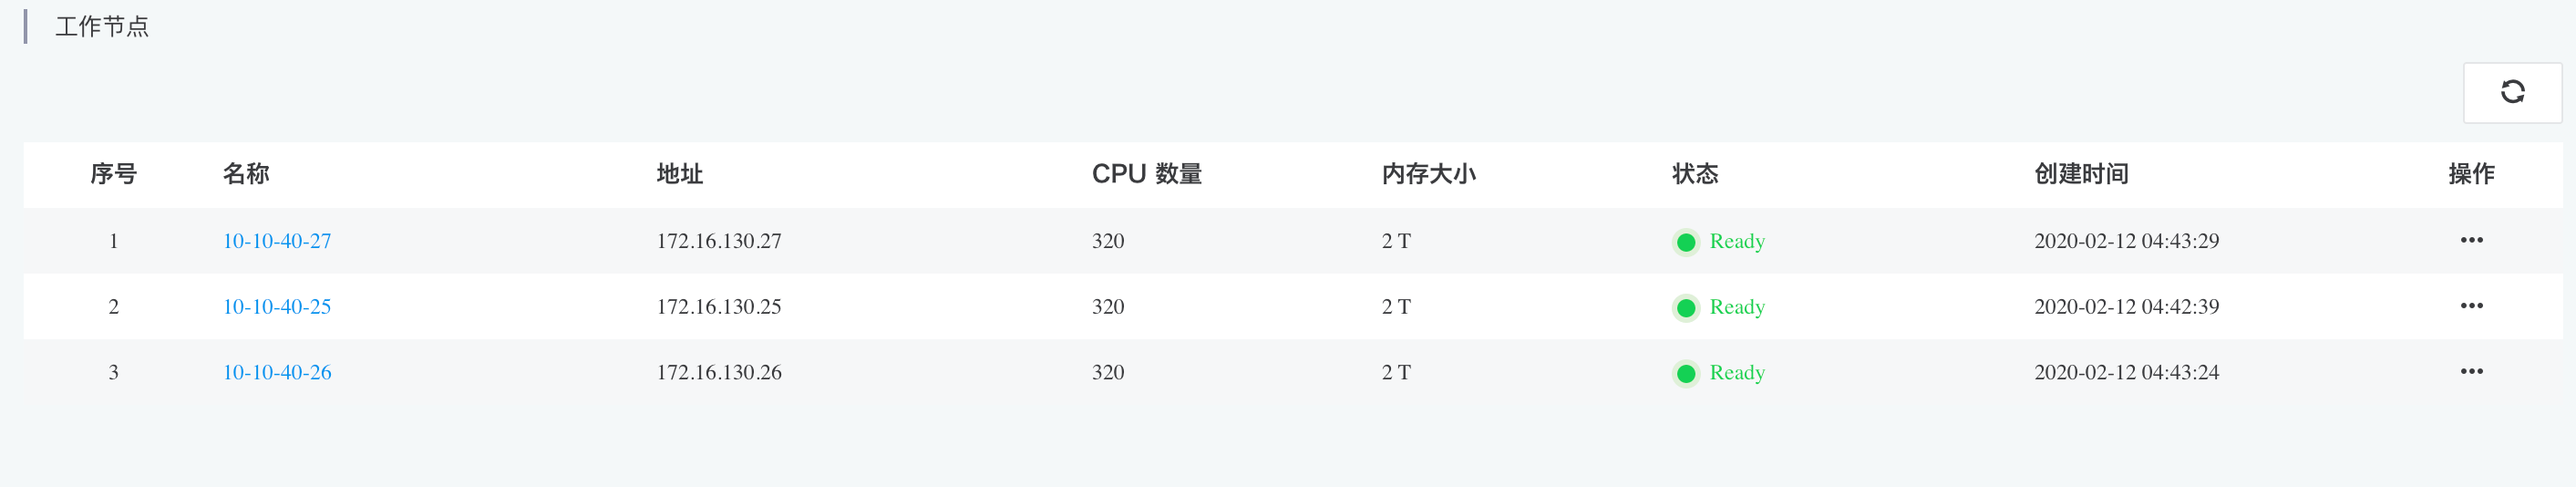 工作节点
序号 名称 地址 CPU 数量 内存大小 状态 创建时间 操作
1 10-10-40-27 172.16.130.27 320 2 T Ready 2020-02-12 04:43:29 •••
2 10-10-40-25 172.16.130.25 320 2 T Ready 2020-02-12 04:42:39 •••
3 10-10-40-26 172.16.130.26 320 2 T Ready 2020-02-12 04:43:24 •••